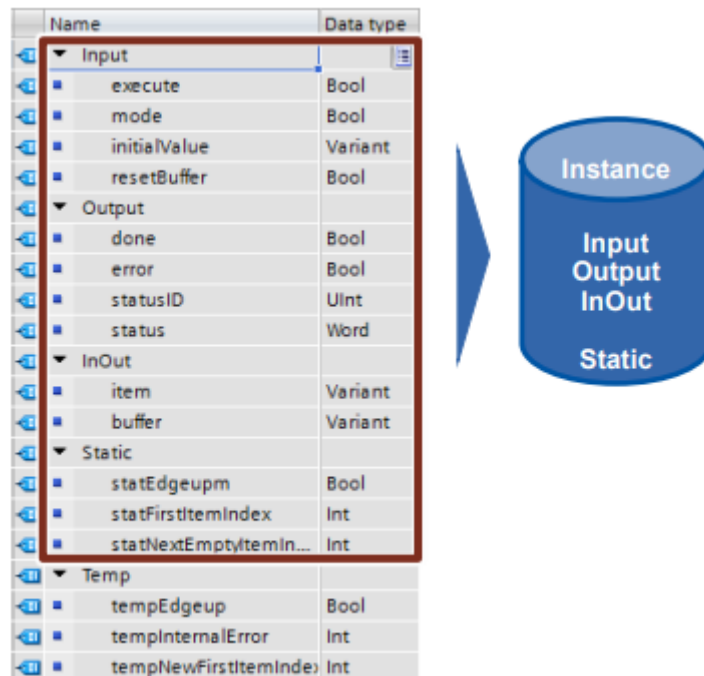 Name Data type
Input
execute Bool
mode Bool
initialValue Variant
resetBuffer Bool
Output
done Bool
error Bool
statusID UInt
status Word
InOut
item Variant
buffer Variant
Static
statEdgeupm Bool
statFirstItemIndex Int
statNextEmptyItemIn... Int
Temp
tempEdgeup Bool
tempInternalError Int
tempNewFirstItemIndex Int
Instance
Input
Output
InOut
Static